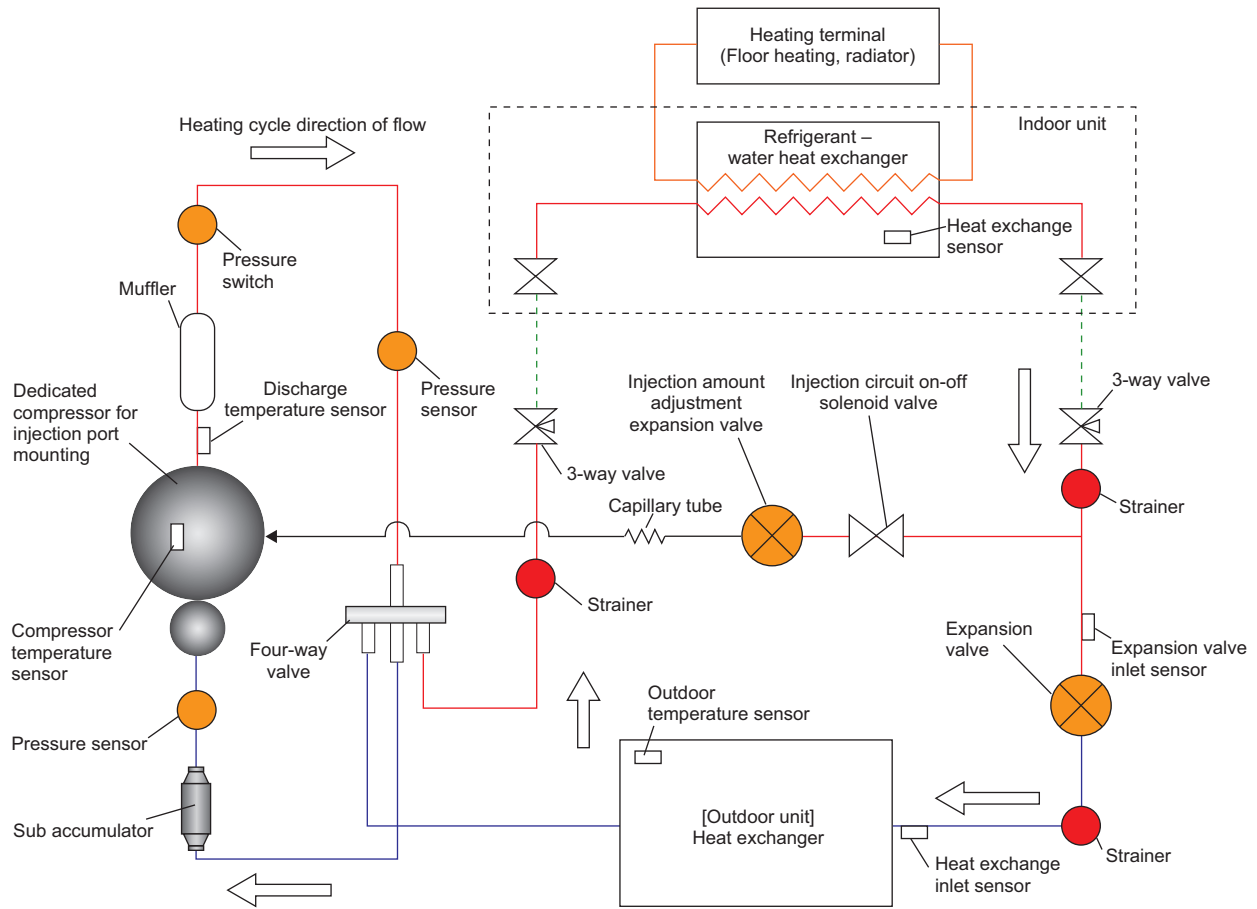 Heating terminal
(Floor heating, radiator)
Heating cycle direction of flow
Indoor unit
Refrigerant –
water heat exchanger
Heat exchange
sensor
Pressure
switch
Muffler
Dedicated
compressor for
injection port
mounting
Discharge
temperature sensor
Pressure
sensor
Injection amount
adjustment
expansion valve
Injection circuit on-off
solenoid valve
3-way valve
3-way valve
Strainer
Capillary tube
Strainer
Compressor
temperature
sensor
Four-way
valve
Expansion
valve
Expansion valve
inlet sensor
Outdoor
temperature sensor
Pressure sensor
[Outdoor unit]
Heat exchanger
Sub accumulator
Heat exchange
inlet sensor
Strainer